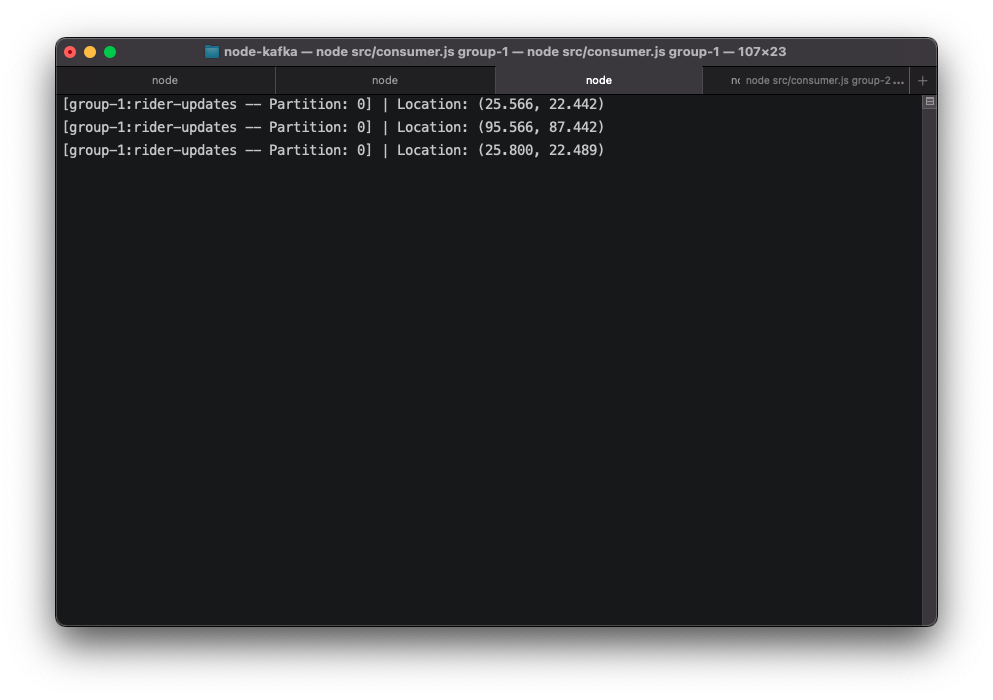 node-kafka — node src/consumer.js group-1 — node src/consumer.js group-1 — 107×23
node node node node src/consumer.js group-2 ... +
[group-1:rider-updates -- Partition: 0] | Location: (25.566, 22.442)
[group-1:rider-updates -- Partition: 0] | Location: (95.566, 87.442)
[group-1:rider-updates -- Partition: 0] | Location: (25.800, 22.489)